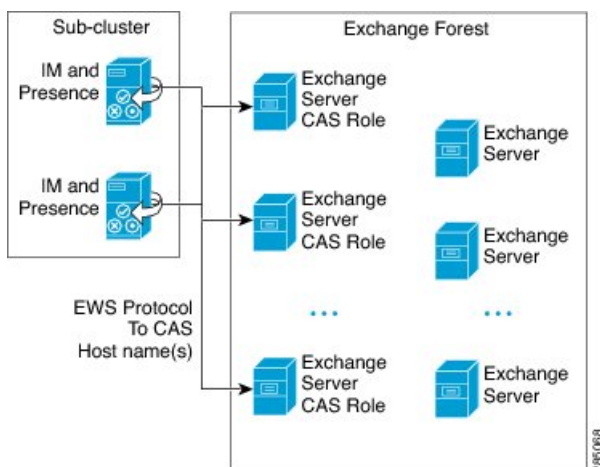 Sub-cluster
IM and
Presence
IM and
Presence
EWS Protocol
To CAS
Host name(s)
Exchange Forest
Exchange
Server
CAS Role
Exchange
Server
Exchange
Server
CAS Role
Exchange
Server
...
...
Exchange
Server
CAS Role
Exchange
Server